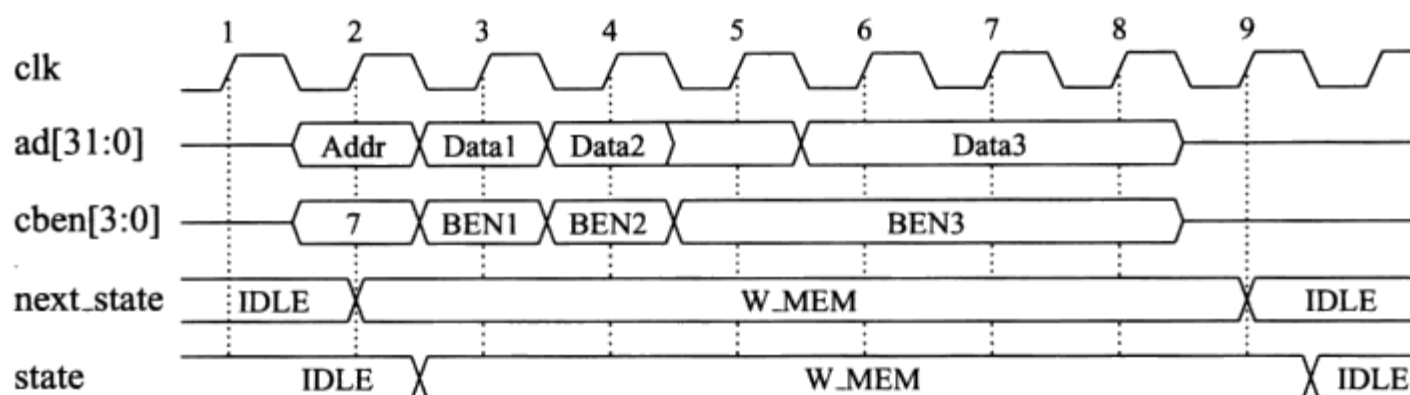 1 2 3 4 5 6 7 8 9
clk
ad[31:0] Addr Data1 Data2 Data3
cben[3:0] 7 BEN1 BEN2 BEN3
next_state IDLE W_MEM IDLE
state IDLE W_MEM IDLE